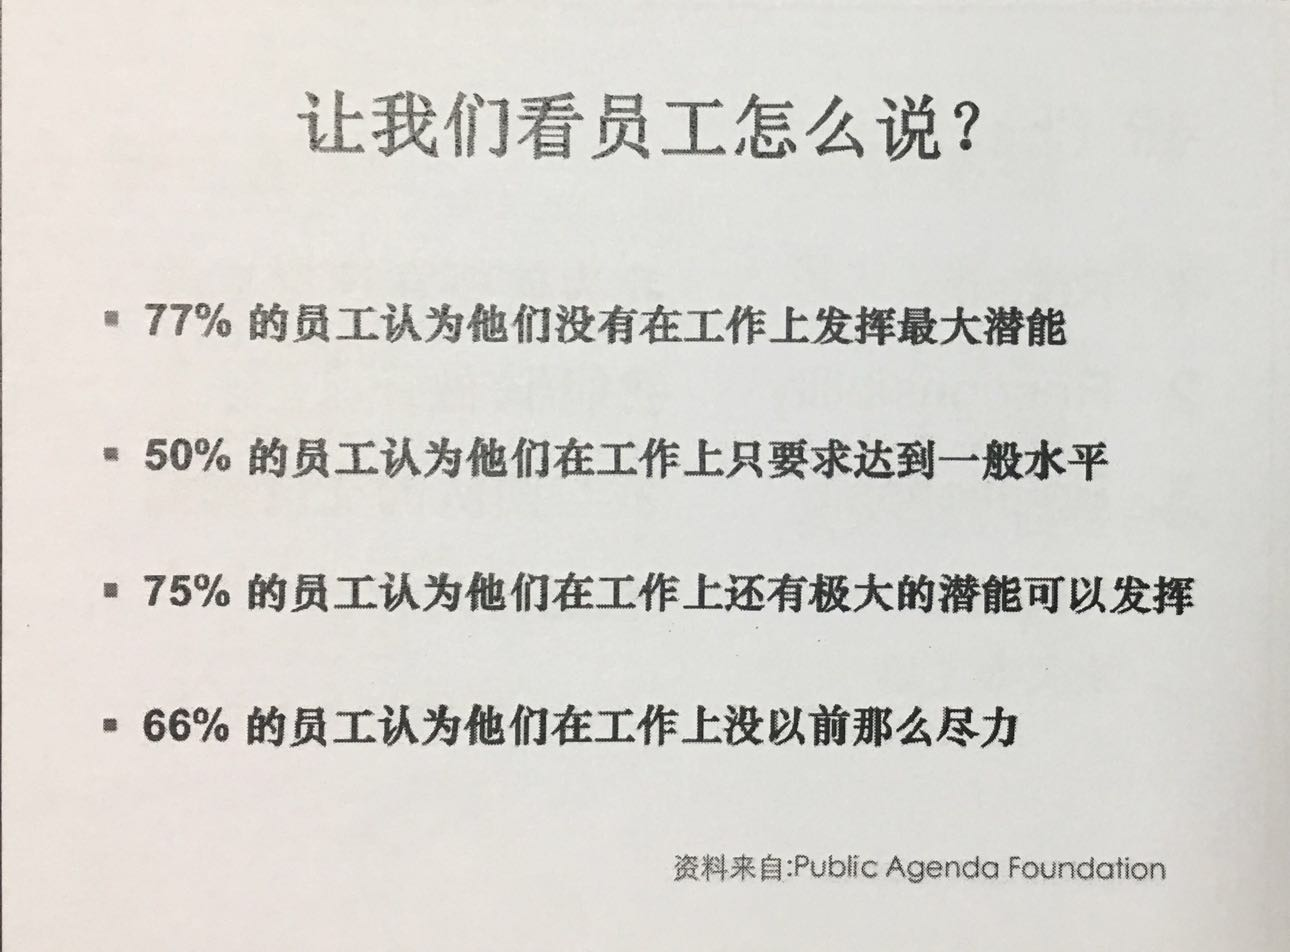 让我们看员工怎么说?
▪ 77% 的员工认为他们没有在工作上发挥最大潜能
▪ 50% 的员工认为他们在工作上只要求达到一般水平
▪ 75% 的员工认为他们在工作上还有极大的潜能可以发挥
▪ 66% 的员工认为他们在工作上没以前那么尽力
资料来自:Public Agenda Foundation